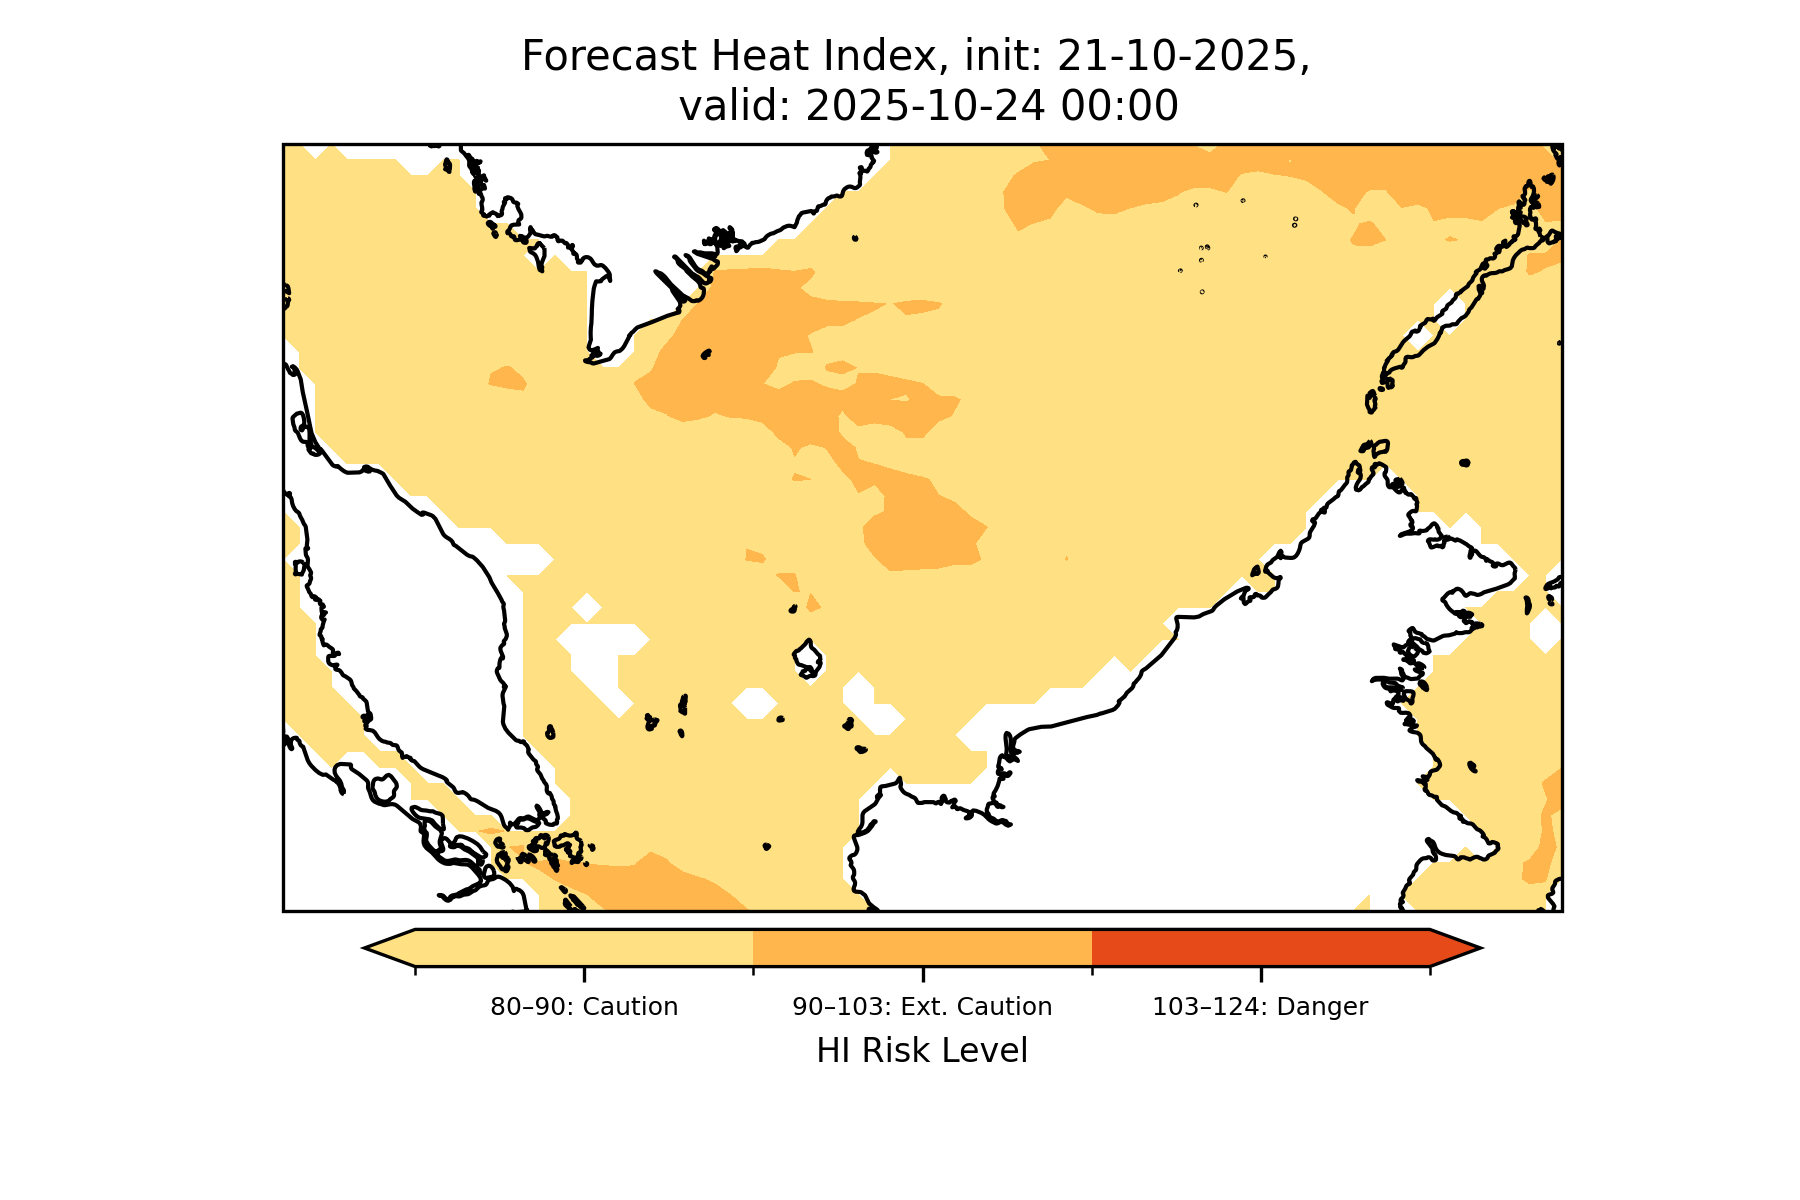 Forecast Heat Index, init: 21-10-2025,
valid: 2025-10-24 00:00
80–90: Caution
90–103: Ext. Caution
103–124: Danger
HI Risk Level